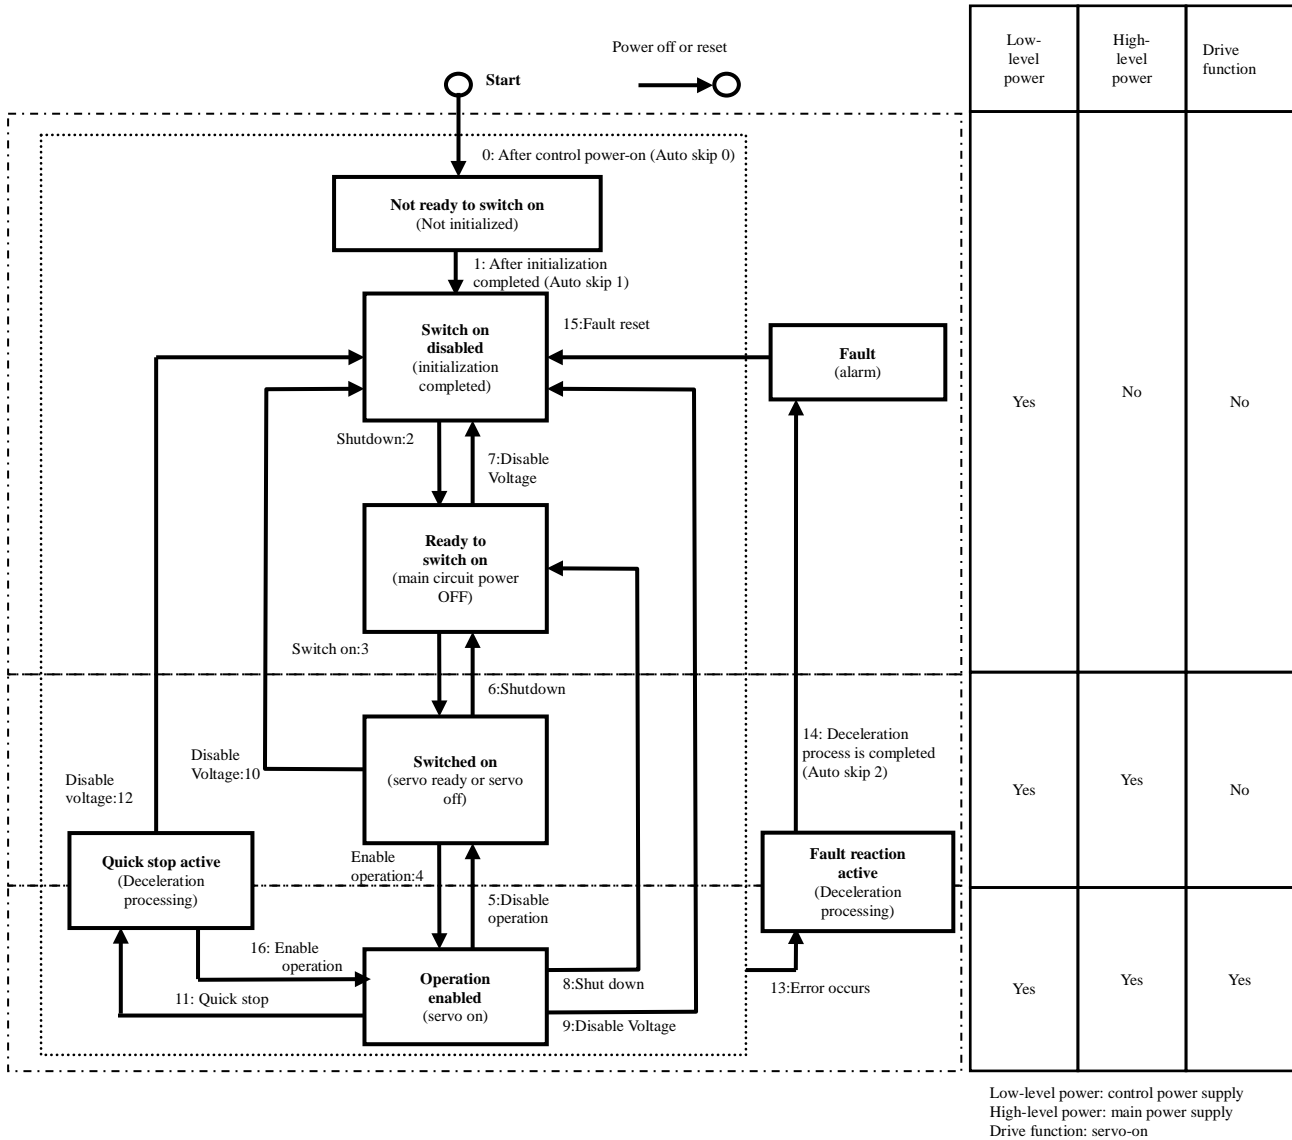 Power off or reset
Start
Low-
level
power
High-
level
power
Drive
function
0: After control power-on (Auto skip 0)
Not ready to switch on
(Not initialized)
1: After initialization
completed (Auto skip 1)
Switch on
disabled
(initialization
completed)
15:Fault reset
Fault
(alarm)
Yes
No
No
Shutdown:2
7:Disable
Voltage
Ready to
switch on
(main circuit power
OFF)
Switch on:3
6:Shutdown
Disable
Voltage:10
Switched on
(servo ready or servo
off)
14: Deceleration
process is completed
(Auto skip 2)
Yes
Yes
No
Disable
voltage:12
Quick stop active
(Deceleration
processing)
Enable
operation:4
5:Disable
operation
Fault reaction
active
(Deceleration
processing)
16: Enable
operation
11: Quick stop
Operation
enabled
(servo on)
8:Shut down
9:Disable Voltage
13:Error occurs
Yes
Yes
Yes
Low-level power: control power supply
High-level power: main power supply
Drive function: servo-on